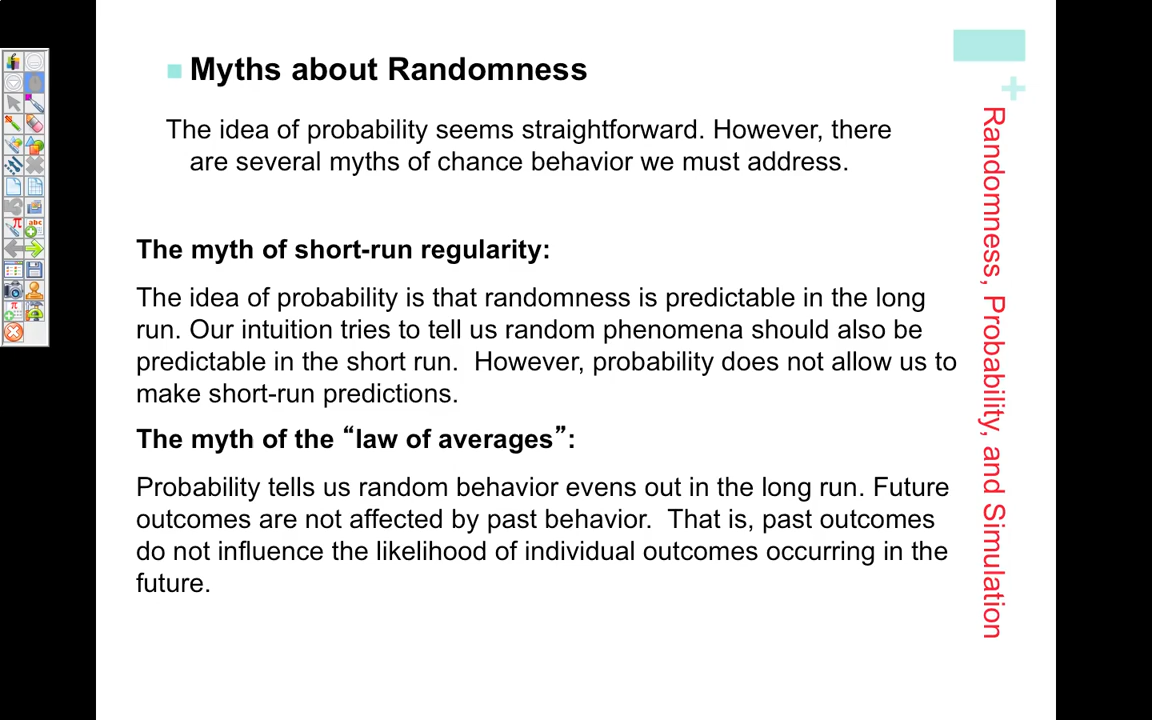 Myths about Randomness
The idea of probability seems straightforward. However, there
are several myths of chance behavior we must address.
The myth of short-run regularity:
The idea of probability is that randomness is predictable in the long
run. Our intuition tries to tell us random phenomena should also be
predictable in the short run.  However, probability does not allow us to
make short-run predictions.
The myth of the “law of averages”:
Probability tells us random behavior evens out in the long run. Future
outcomes are not affected by past behavior.  That is, past outcomes
do not influence the likelihood of individual outcomes occurring in the
future.
+
Randomness, Probability, and Simulation
π
abc
π